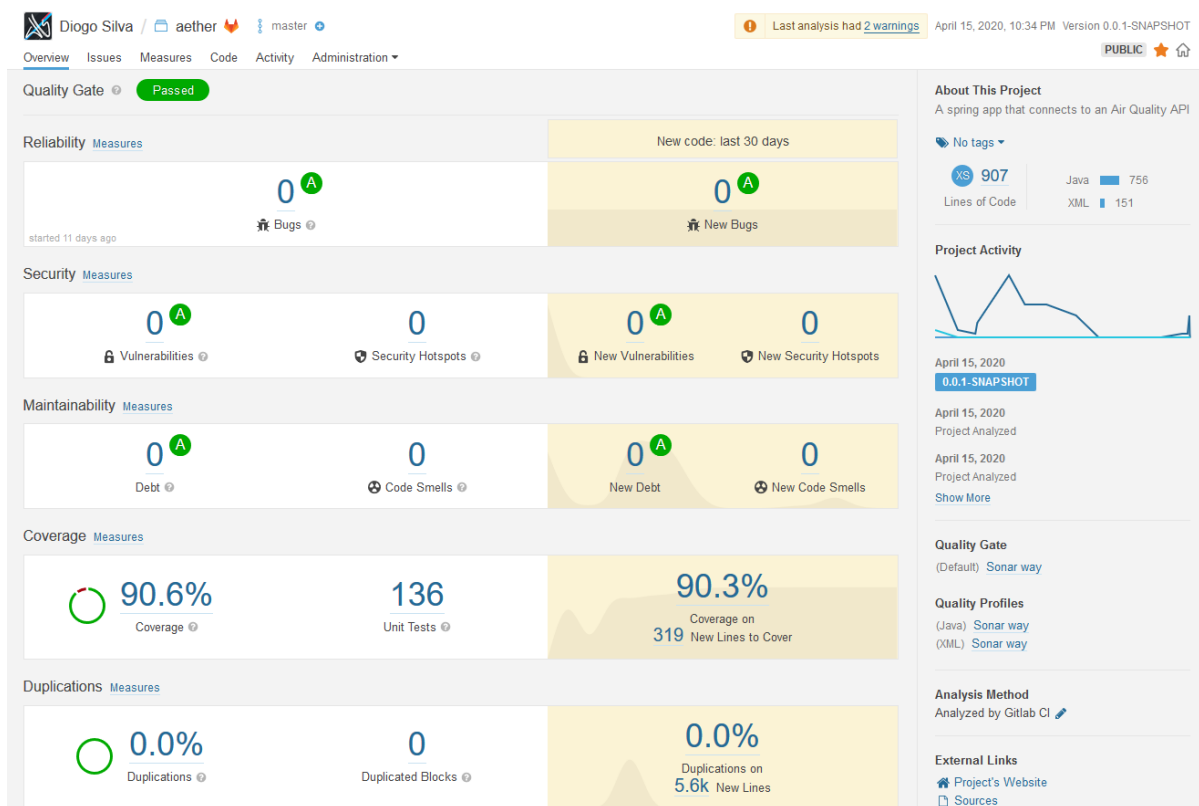 Diogo Silva / aether master
Last analysis had 2 warnings April 15, 2020, 10:34 PM Version 0.0.1-SNAPSHOT
Overview Issues Measures Code Activity Administration
PUBLIC
Quality Gate Passed
Reliability Measures
New code: last 30 days
0 A
Bugs
started 11 days ago
0 A
New Bugs
Security Measures
0 A
Vulnerabilities
0
Security Hotspots
0 A
New Vulnerabilities
0
New Security Hotspots
Maintainability Measures
0 A
Debt
0
Code Smells
0 A
New Debt
0
New Code Smells
Coverage Measures
90.6%
Coverage
136
Unit Tests
90.3%
Coverage on
319 New Lines to Cover
Duplications Measures
0.0%
Duplications
0
Duplicated Blocks
0.0%
Duplications on
5.6k New Lines
About This Project
A spring app that connects to an Air Quality API
No tags
XS 907
Lines of Code
Java 756
XML 151
Project Activity
April 15, 2020
0.0.1-SNAPSHOT
April 15, 2020
Project Analyzed
April 15, 2020
Project Analyzed
Show More
Quality Gate
(Default) Sonar way
Quality Profiles
(Java) Sonar way
(XML) Sonar way
Analysis Method
Analyzed by Gitlab CI
External Links
Project's Website
Sources